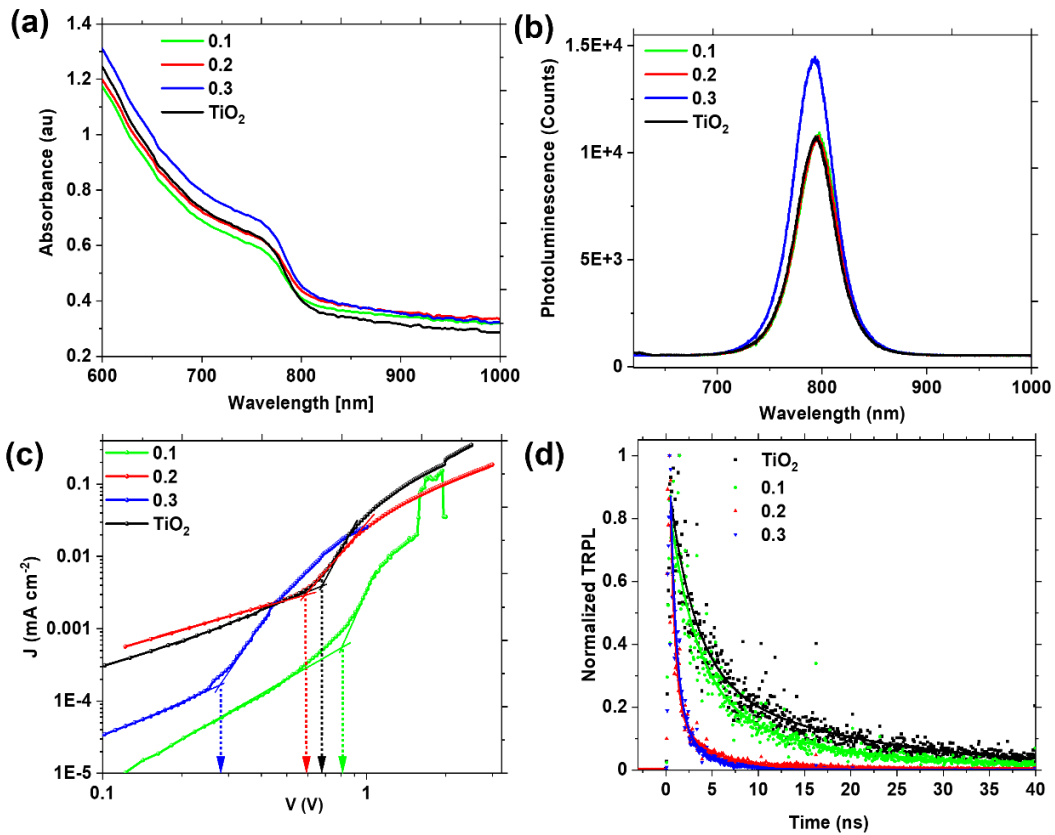 (a)
0.1
0.2
0.3
TiO₂
1.4
1.2
1
0.8
0.6
0.4
0.2
Absorbance (au)
600 700 800 900 1000
Wavelength [nm]
(b)
0.1
0.2
0.3
TiO₂
1.5E+4
1E+4
5E+3
0
Photoluminescence (Counts)
700 800 900 1000
Wavelength (nm)
(c)
0.1
0.2
0.3
TiO₂
0.1
0.01
0.001
1E-4
1E-5
J (mA cm⁻²)
0.1 1
V (V)
(d)
TiO₂
0.1
0.2
0.3
1
0.8
0.6
0.4
0.2
0
Normalized TRPL
0 5 10 15 20 25 30 35 40
Time (ns)